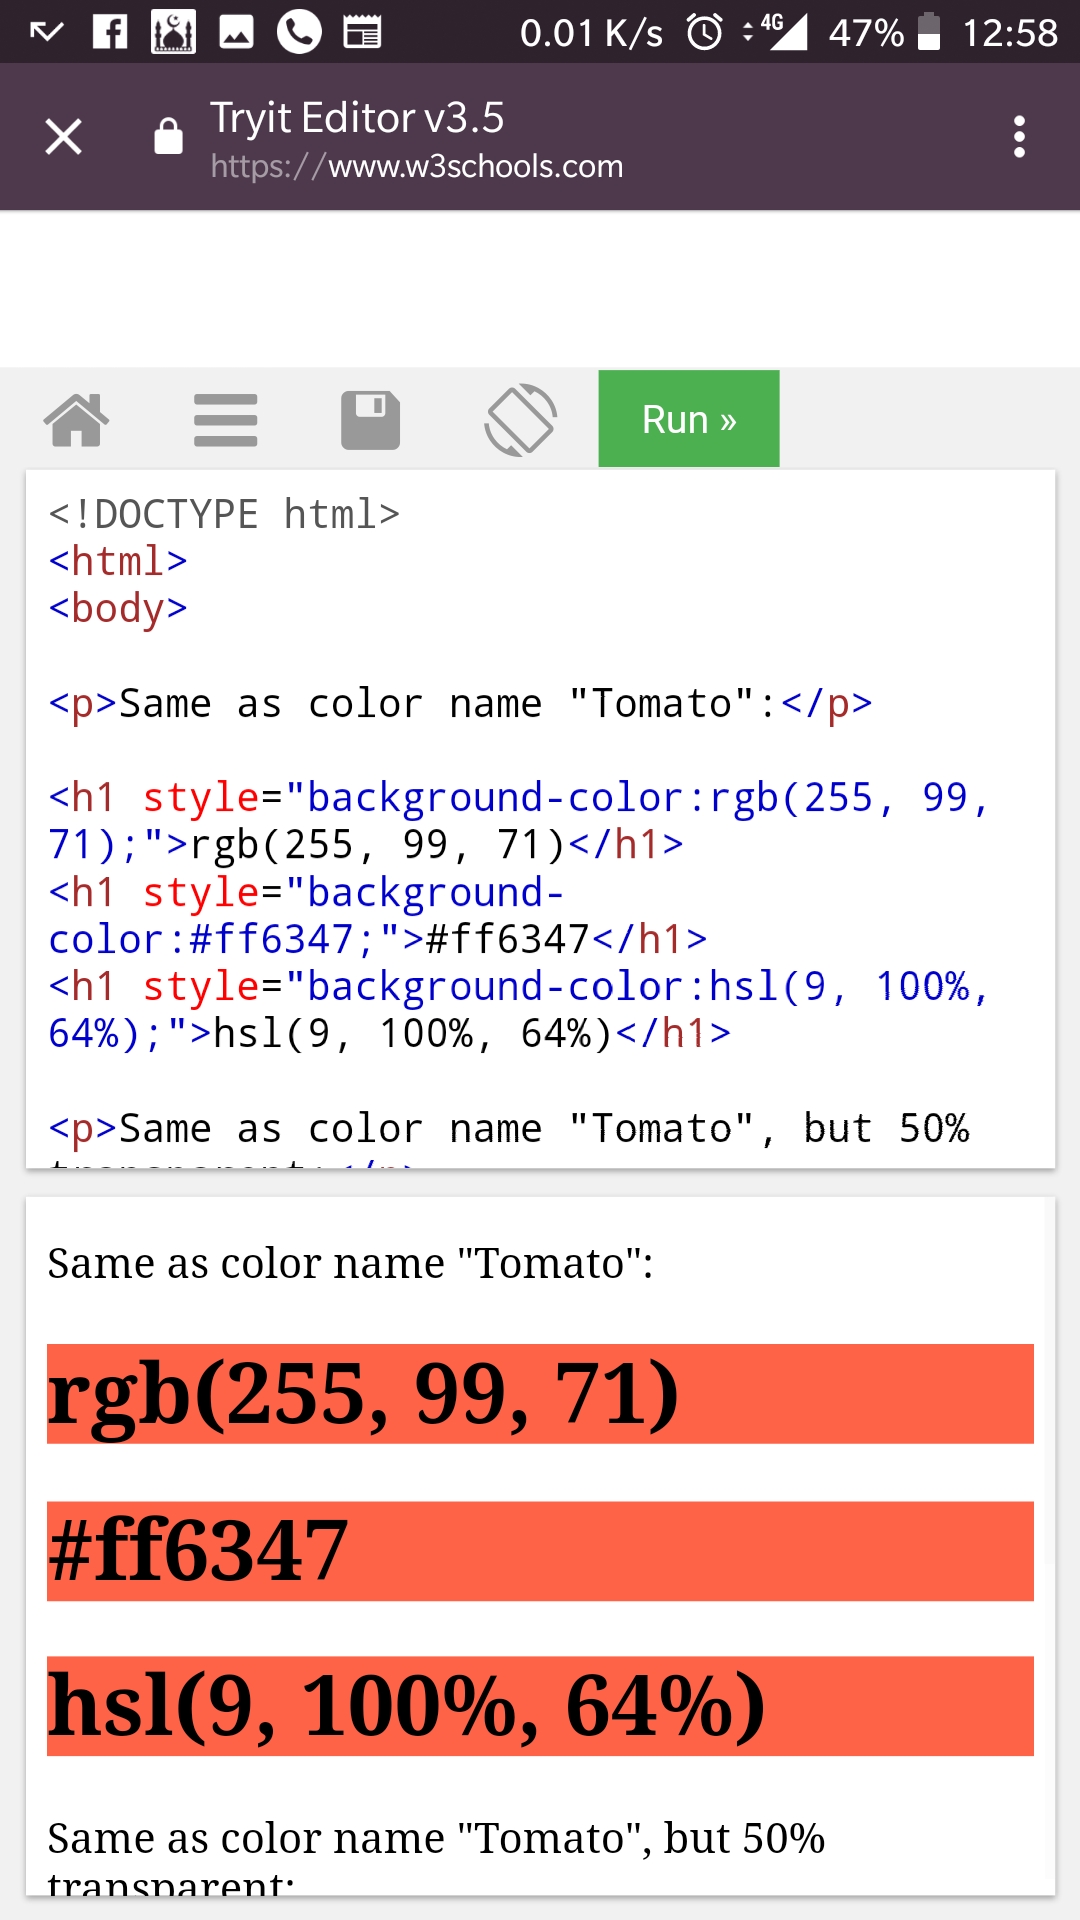 0.01 K/s 4G 47% 12:58
Tryit Editor v3.5
https://www.w3schools.com
Run »
<!DOCTYPE html>
<html>
<body>
<p>Same as color name "Tomato":</p>
<h1 style="background-color:rgb(255, 99,
71);">rgb(255, 99, 71)</h1>
<h1 style="background-
color:#ff6347;">#ff6347</h1>
<h1 style="background-color:hsl(9, 100%,
64%);">hsl(9, 100%, 64%)</h1>
<p>Same as color name "Tomato", but 50%
transparent:</p>
Same as color name "Tomato":
rgb(255, 99, 71)
#ff6347
hsl(9, 100%, 64%)
Same as color name "Tomato", but 50%
transparent: